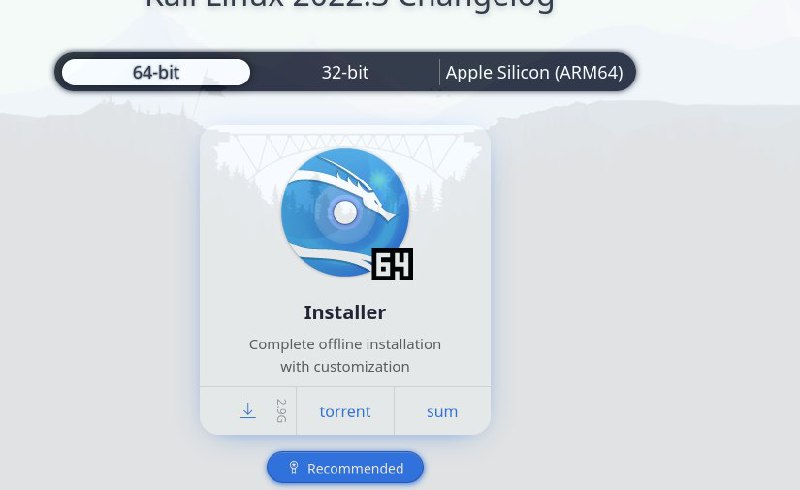 Kali Linux 2022.3 Changelog
64-bit
32-bit
Apple Silicon (ARM64)
64
Installer
Complete offline installation
with customization
2.9G
torrent
sum
Recommended